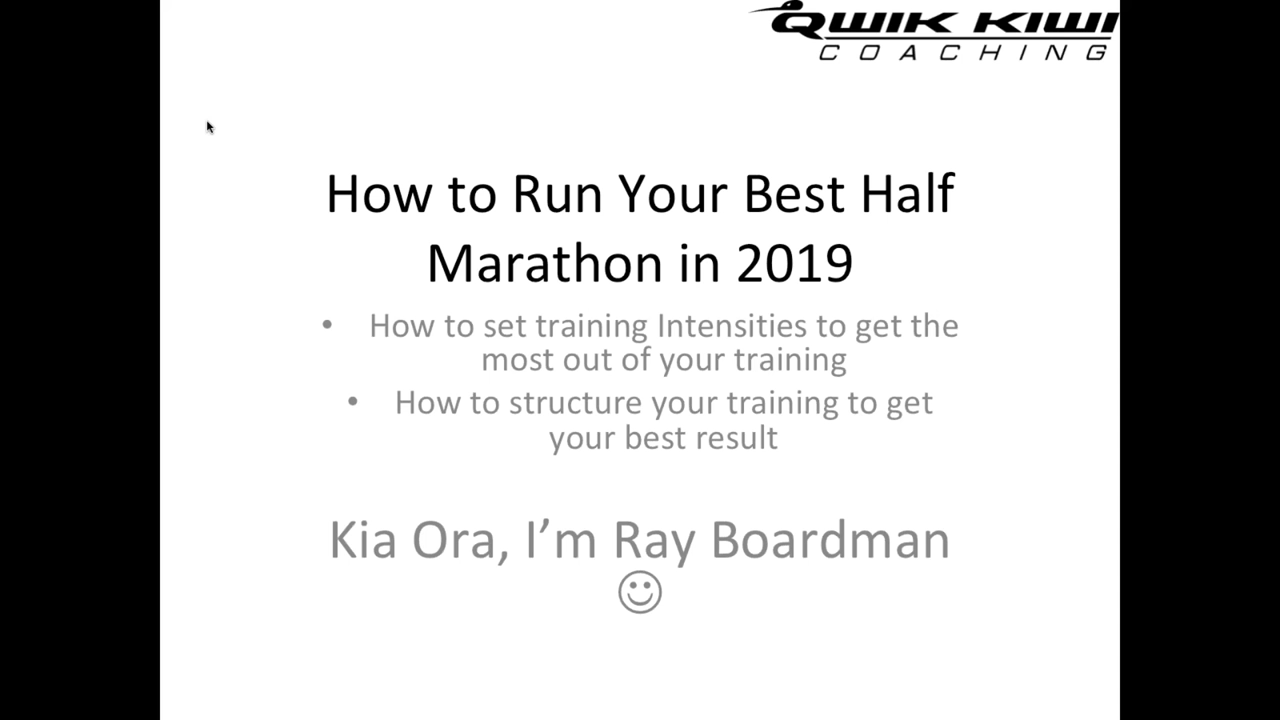 QWIK KIWI
COACHING
How to Run Your Best Half
Marathon in 2019
• How to set training Intensities to get the
most out of your training
• How to structure your training to get
your best result
Kia Ora, I’m Ray Boardman
☺